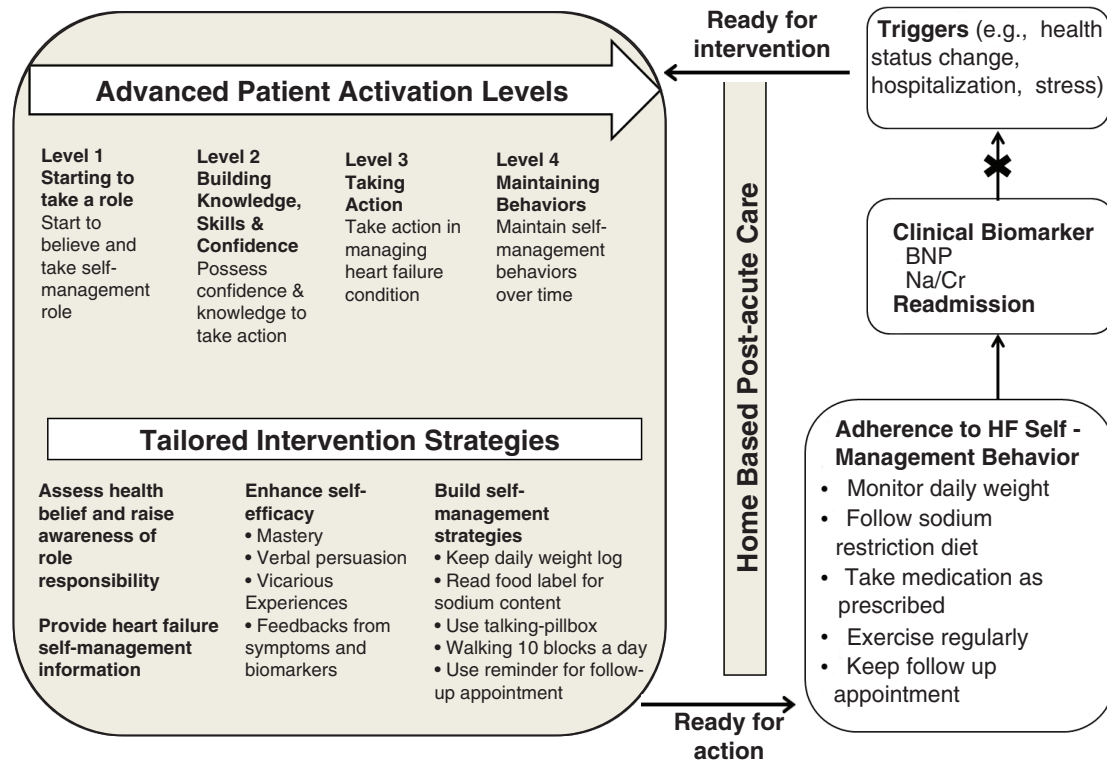 Advanced Patient Activation Levels
Level 1
Starting to
take a role
Start to
believe and
take self-
management
role
Level 2
Building
Knowledge,
Skills &
Confidence
Possess
confidence &
knowledge to
take action
Level 3
Taking
Action
Take action in
managing
heart failure
condition
Level 4
Maintaining
Behaviors
Maintain self-
management
behaviors
over time
Tailored Intervention Strategies
Assess health
belief and raise
awareness of
role
responsibility
Provide heart failure
self-management
information
Enhance self-
efficacy
• Mastery
• Verbal persuasion
• Vicarious
Experiences
• Feedbacks from
symptoms and
biomarkers
Build self-
management
strategies
• Keep daily weight log
• Read food label for
sodium content
• Use talking-pillbox
• Walking 10 blocks a day
• Use reminder for follow-
up appointment
Ready for
intervention
Home Based Post-acute Care
Ready for
action
Triggers (e.g., health
status change,
hospitalization, stress)
Clinical Biomarker
BNP
Na/Cr
Readmission
Adherence to HF Self -
Management Behavior
• Monitor daily weight
• Follow sodium
restriction diet
• Take medication as
prescribed
• Exercise regularly
• Keep follow up
appointment